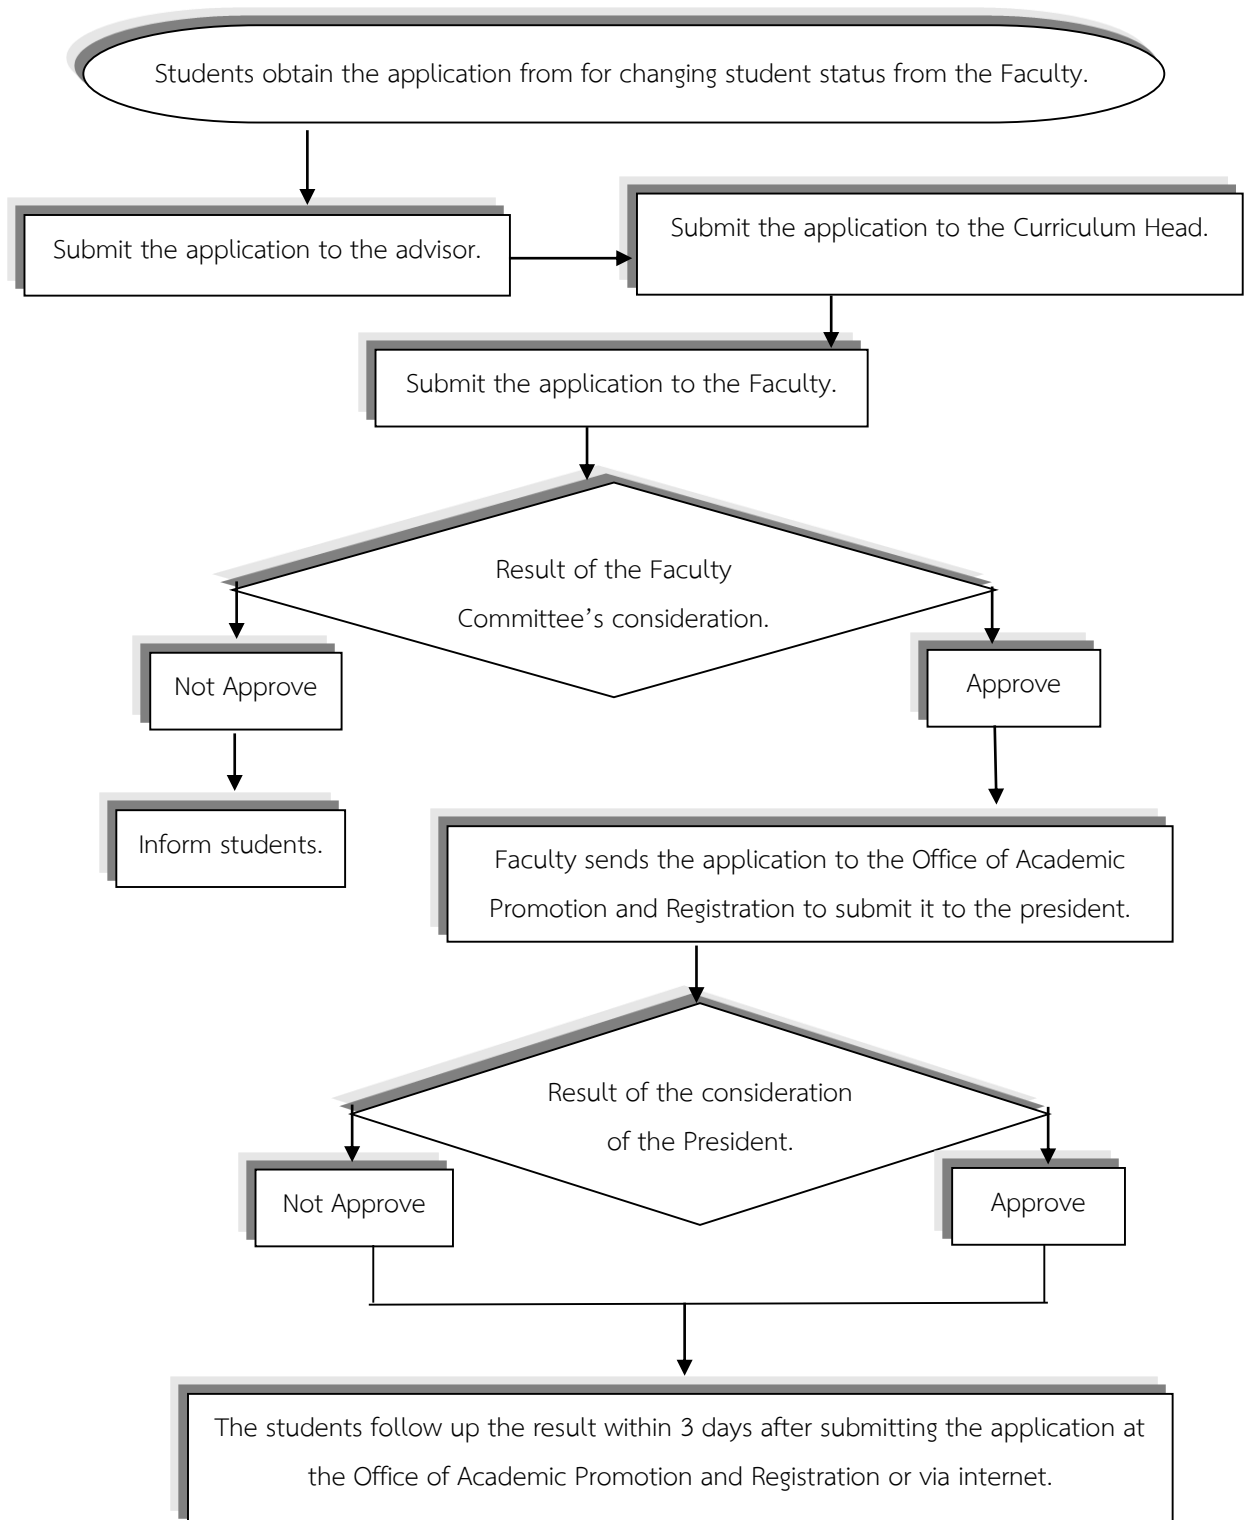 Students obtain the application from for changing student status from the Faculty.
Submit the application to the advisor.
Submit the application to the Curriculum Head.
Submit the application to the Faculty.
Result of the Faculty
Committee’s consideration.
Not Approve
Approve
Inform students.
Faculty sends the application to the Office of Academic
Promotion and Registration to submit it to the president.
Result of the consideration
of the President.
Not Approve
Approve
The students follow up the result within 3 days after submitting the application at
the Office of Academic Promotion and Registration or via internet.